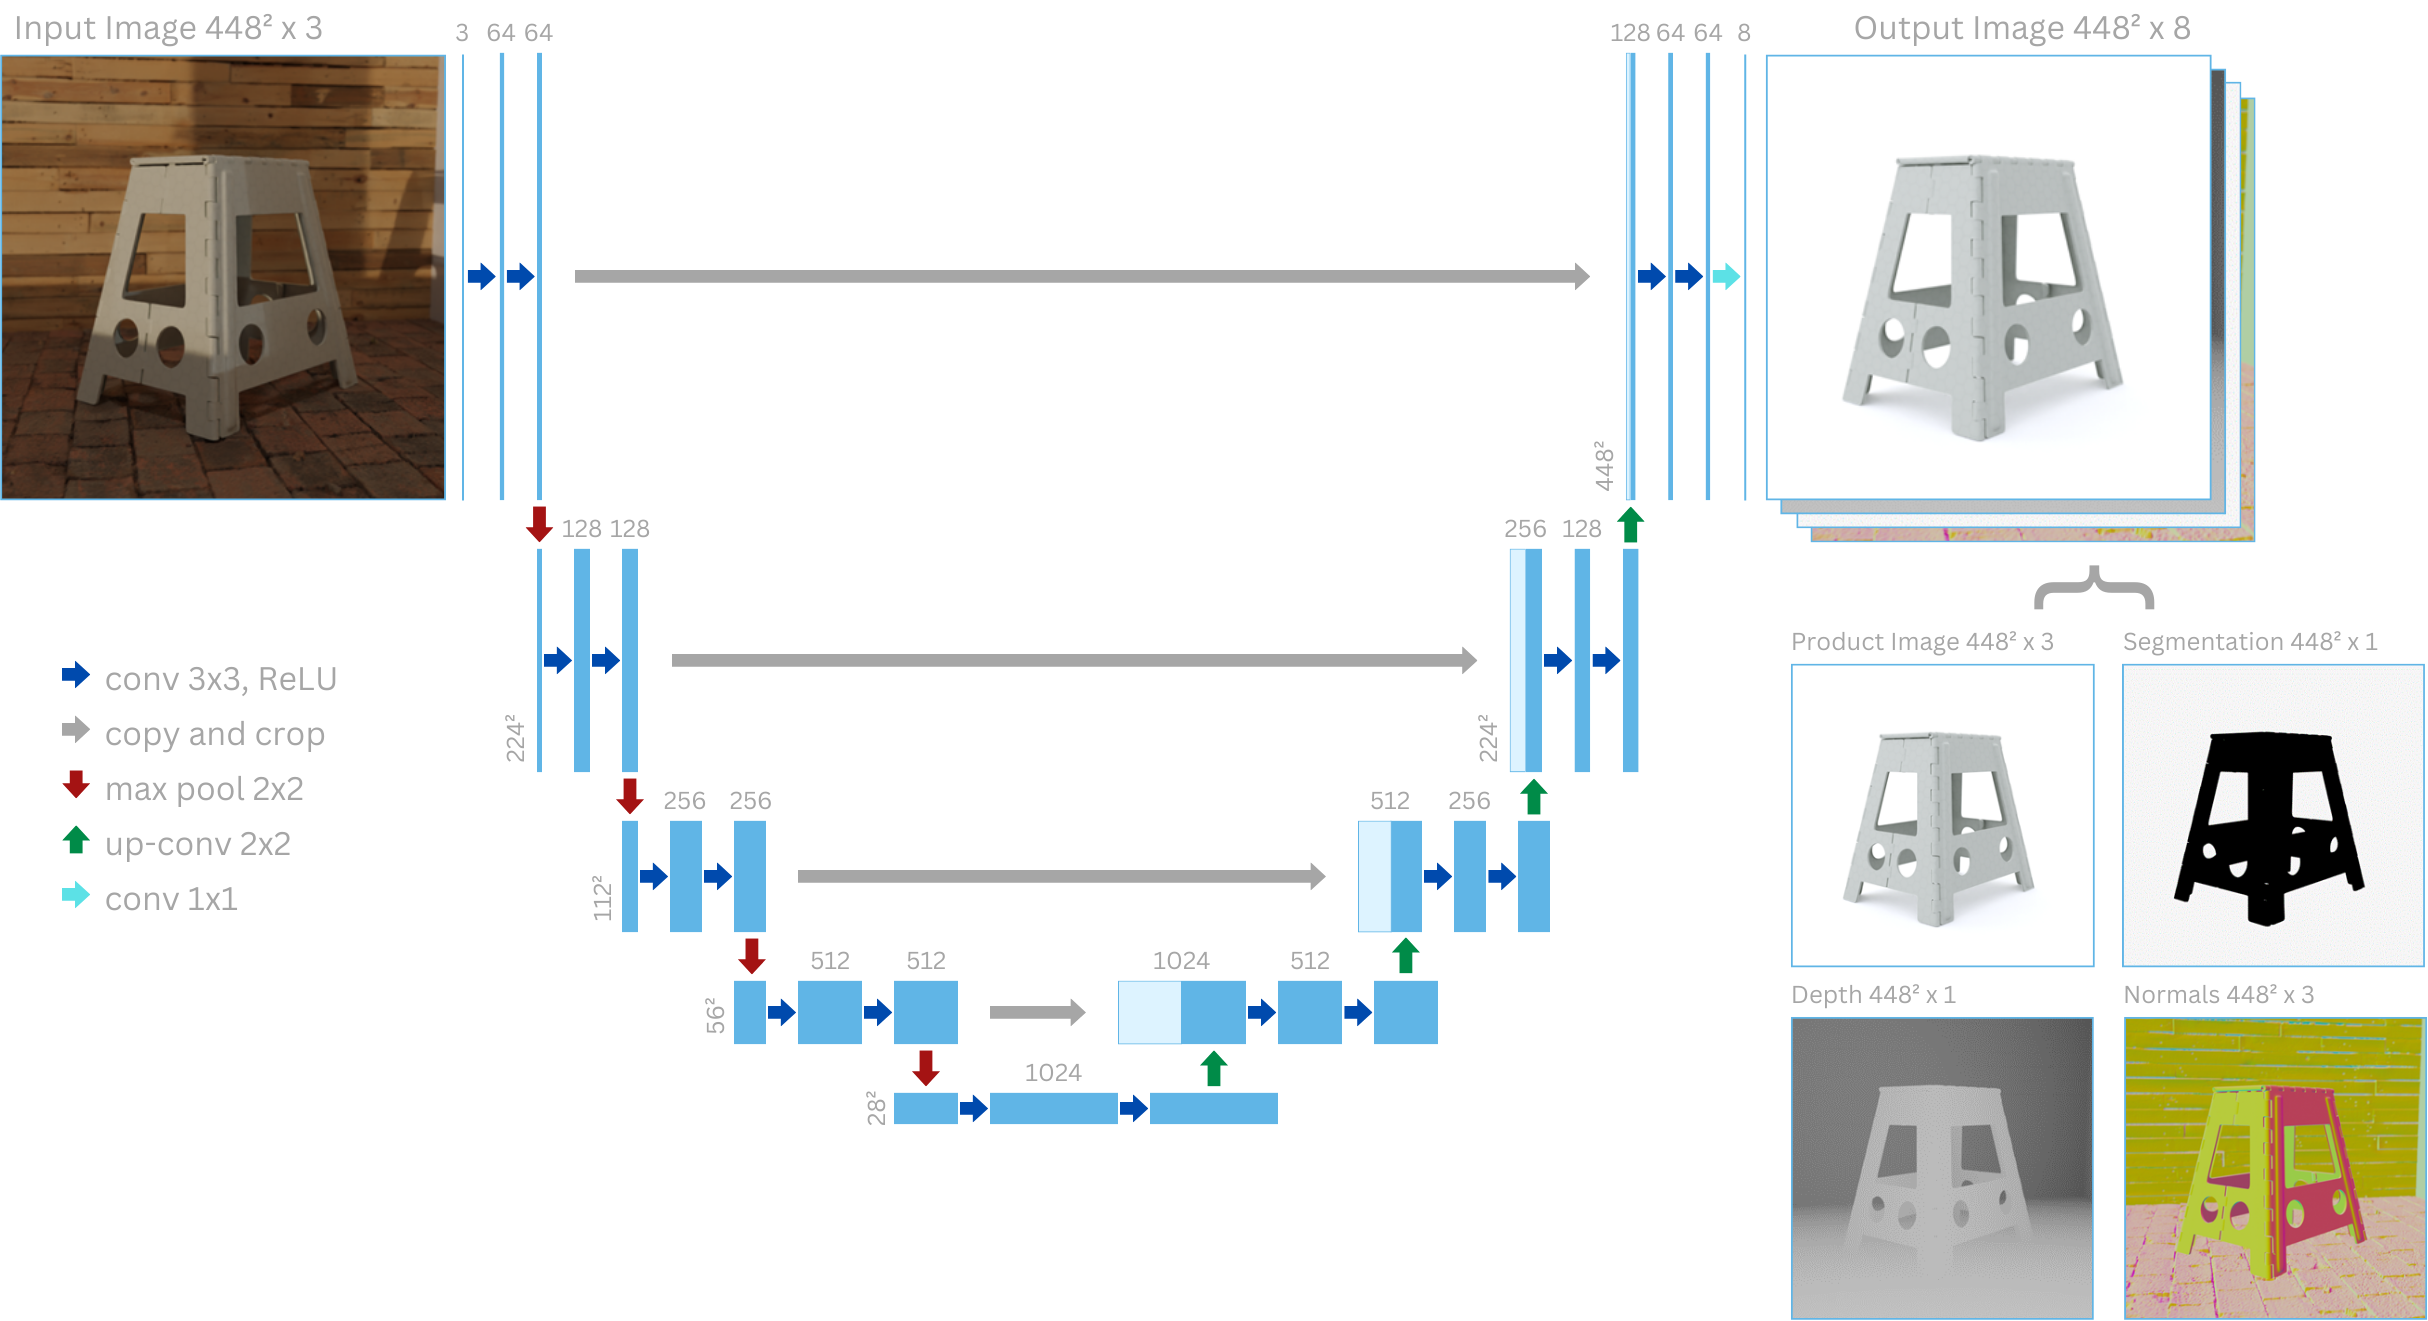 Input Image 448² x 3
3 64 64
128 64 64 8
Output Image 448² x 8
448²
128 128
256 128
224²
224²
Product Image 448² x 3
Segmentation 448² x 1
conv 3x3, ReLU
copy and crop
max pool 2x2
up-conv 2x2
conv 1x1
256 256
512 256
112²
512 512
1024 512
56²
Depth 448² x 1
Normals 448² x 3
1024
28²